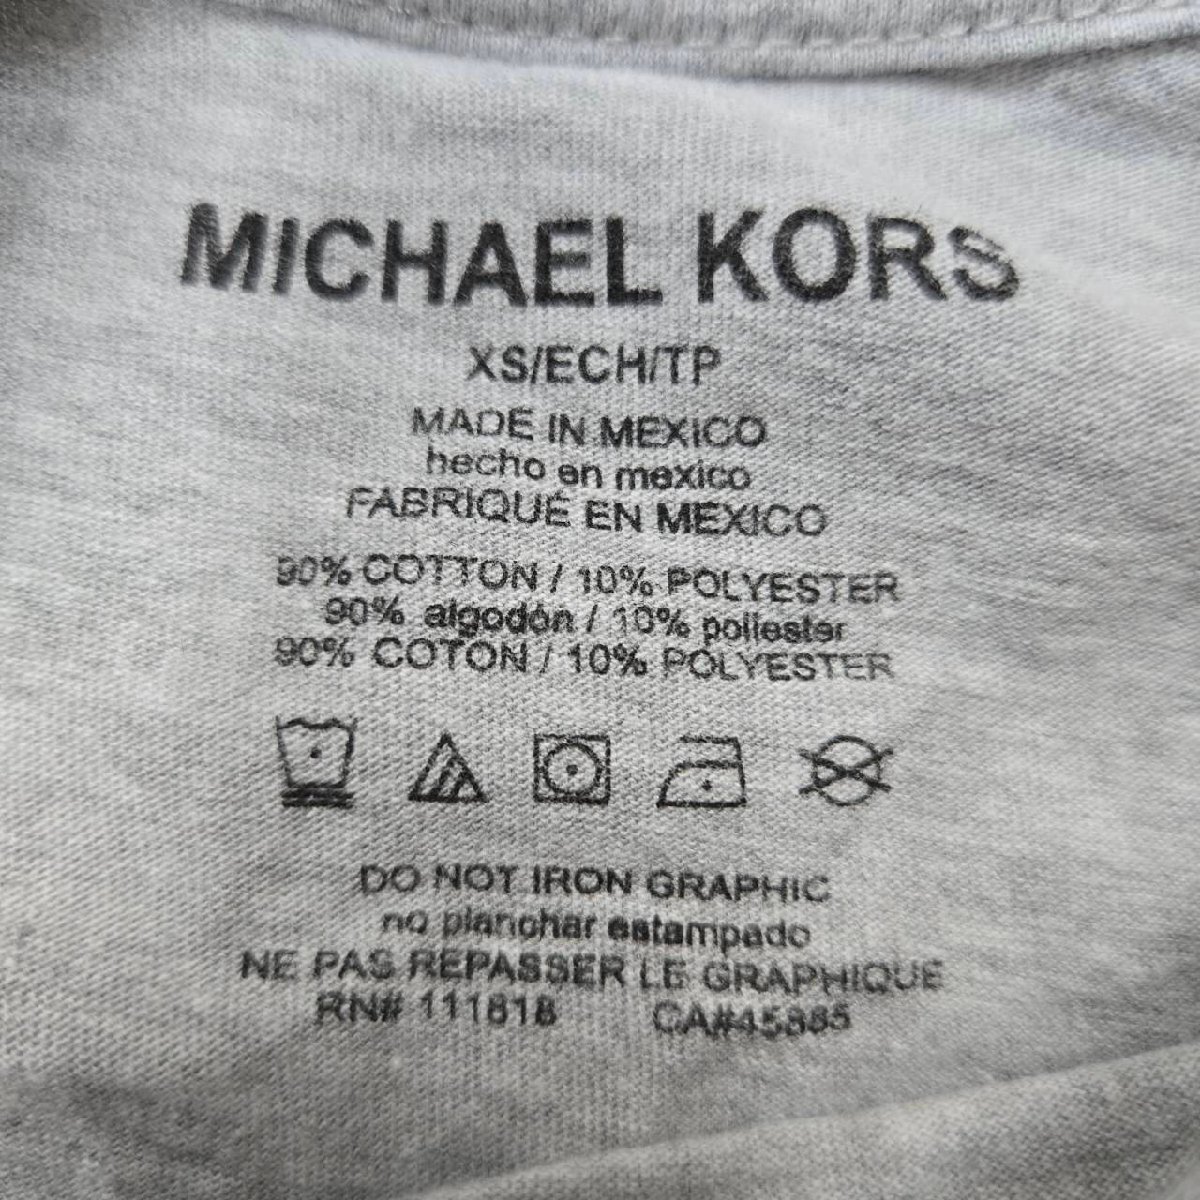 MICHAEL KORS
XS/ECH/TP
MADE IN MEXICO
hecho en mexico
FABRIQUÉ EN MEXICO
90% COTTON / 10% POLYESTER
90% algodón / 10% poliester
90% COTON / 10% POLYESTER
DO NOT IRON GRAPHIC
no planchar estampado
NE PAS REPASSER LE GRAPHIQUE
RN# 111818 CA#45885